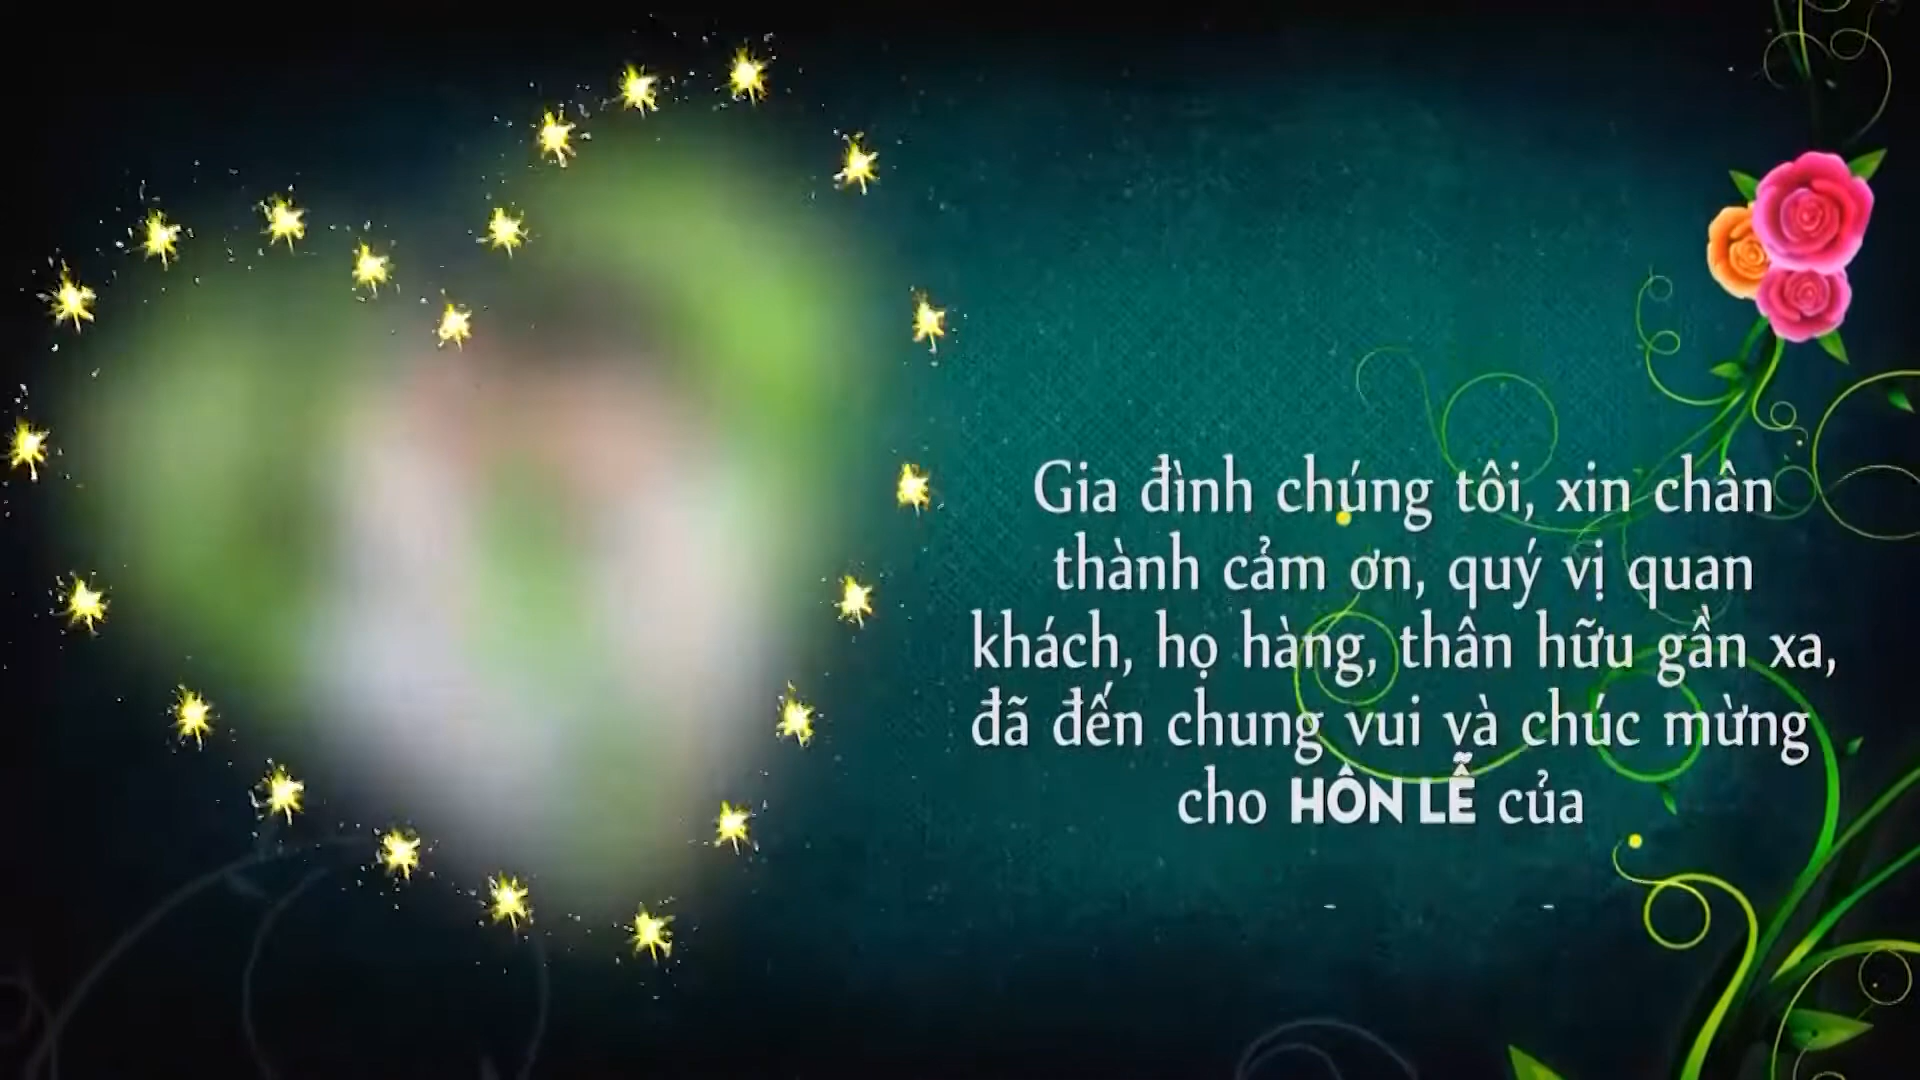 Gia đình chúng tôi, xin chân
thành cảm ơn, quý vị quan
khách, họ hàng, thân hữu gần xa,
đã đến chung vui và chúc mừng
cho HÔN LỄ của